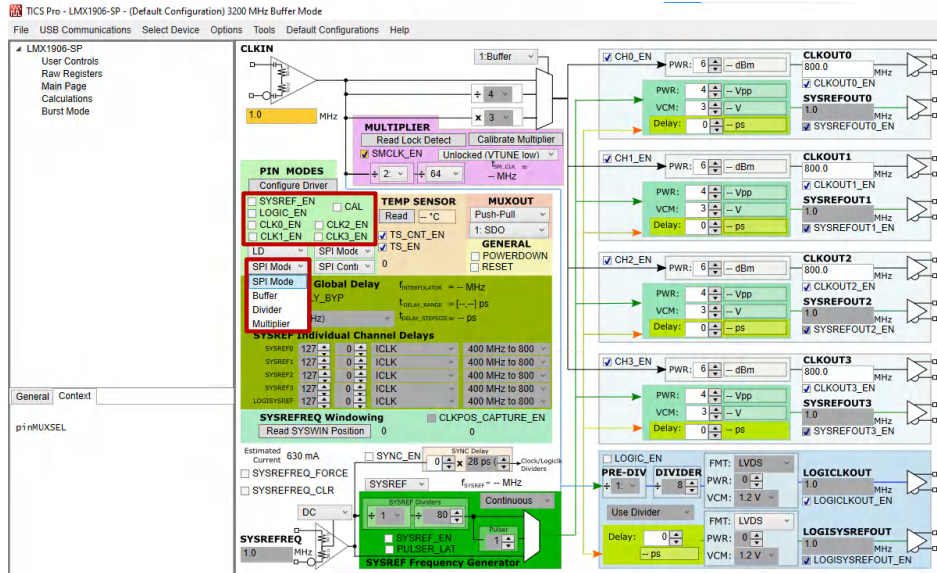 TICS Pro - LMX1906-SP - (Default Configuration) 3200 MHz Buffer Mode
File USB Communications Select Device Options Tools Default Configurations Help
LMX1906-SP
User Controls
Raw Registers
Main Page
Calculations
Burst Mode
General Context
pinMUXSEL
CLKIN
1.0 MHz
1:Buffer
÷ 4
x 3
MULTIPLIER
Read Lock Detect Calibrate Multiplier
SMCLK_EN Unlocked (VTUNE low)
÷ 2: ÷ 64 fSM_CLK =
-- MHz
PIN MODES
Configure Driver
SYSREF_EN CAL
LOGIC_EN
CLK0_EN CLK2_EN
CLK1_EN CLK3_EN
LD SPI Mode
SPI Mode SPI Conti
SPI Mode
Buffer
Divider
Multiplier
TEMP SENSOR
Read -- °C
TS_CNT_EN
TS_EN
0
MUXOUT
Push-Pull
1: SDO
GENERAL
POWERDOWN
RESET
Global Delay fINTERPOLATOR = -- MHz
LY_BYP tDELAY_RANGE = [--,--] ps
Hz) tDELAY_STEPSIZE = -- ps
SYSREF Individual Channel Delays
SYSREF0 127 0 ICLK 400 MHz to 800
SYSREF1 127 0 ICLK 400 MHz to 800
SYSREF2 127 0 ICLK 400 MHz to 800
SYSREF3 127 0 ICLK 400 MHz to 800
LOGISYSREF 127 0 ICLK 400 MHz to 800
SYSREFREQ Windowing CLKPOS_CAPTURE_EN
Read SYSWIN Position 0 0
Estimated
Current 630 mA
SYSREFREQ_FORCE
SYSREFREQ_CLR
SYNC_EN
SYNC Delay
0 x 28 ps ( Clock/Logiclk
Dividers
SYSREF fSYSREF = -- MHz
DC
SYSREFREQ
1.0 MHz
SYSREF Dividers Continuous
÷ 1 ÷ 80
Pulser
1
SYSREF_EN
PULSER_LAT
SYSREF Frequency Generator
CH0_EN PWR: 6 -- dBm
CLKOUT0
800.0 MHz
CLKOUT0_EN
PWR: 4 -- Vpp
VCM: 3 -- V
Delay: 0 -- ps
SYSREFOUT0
1.0 MHz
SYSREFOUT0_EN
CH1_EN PWR: 6 -- dBm
CLKOUT1
800.0 MHz
CLKOUT1_EN
PWR: 4 -- Vpp
VCM: 3 -- V
Delay: 0 -- ps
SYSREFOUT1
1.0 MHz
SYSREFOUT1_EN
CH2_EN PWR: 6 -- dBm
CLKOUT2
800.0 MHz
CLKOUT2_EN
PWR: 4 -- Vpp
VCM: 3 -- V
Delay: 0 -- ps
SYSREFOUT2
1.0 MHz
SYSREFOUT2_EN
CH3_EN PWR: 6 -- dBm
CLKOUT3
800.0 MHz
CLKOUT3_EN
PWR: 4 -- Vpp
VCM: 3 -- V
Delay: 0 -- ps
SYSREFOUT3
1.0 MHz
SYSREFOUT3_EN
LOGIC_EN
PRE-DIV DIVIDER
÷ 1: ÷ 8
Use Divider
Delay: 0
-- ps
FMT: LVDS
PWR: 0
VCM: 1.2 V
LOGICLKOUT
1.0 MHz
LOGICLKOUT_EN
FMT: LVDS
PWR: 0
VCM: 1.2 V
LOGISYSREFOUT
1.0 MHz
LOGISYSREFOUT_EN